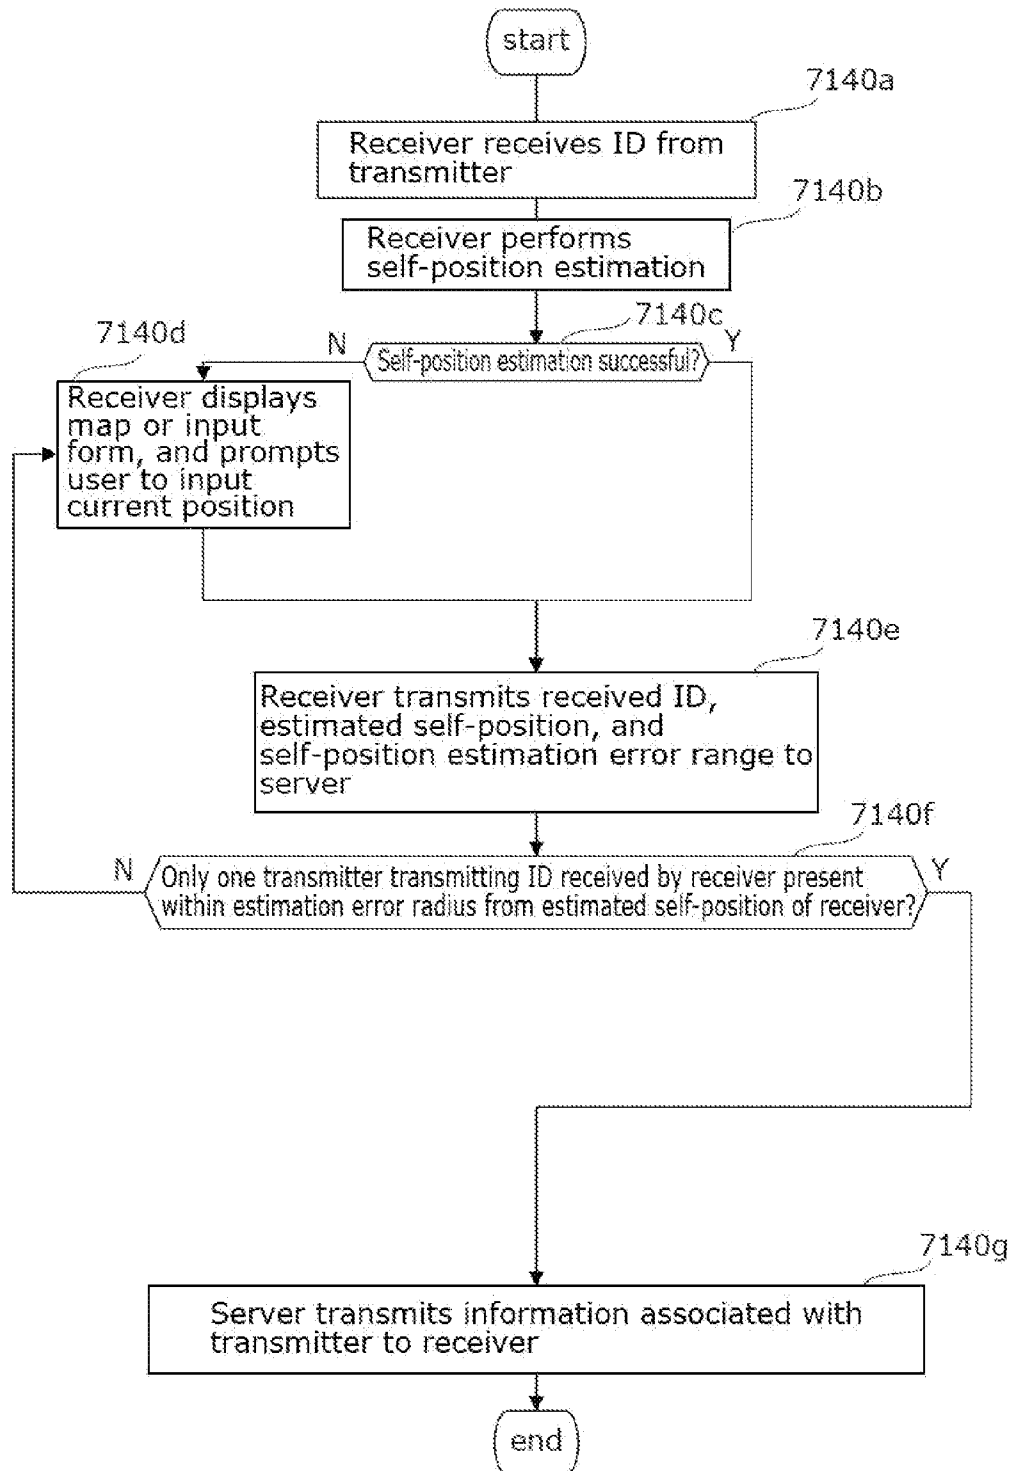 start
7140a
Receiver receives ID from
transmitter
7140b
Receiver performs
self-position estimation
7140c
N
Self-position estimation successful?
Y
7140d
Receiver displays
map or input
form, and prompts
user to input
current position
7140e
Receiver transmits received ID,
estimated self-position, and
self-position estimation error range to
server
7140f
N
Only one transmitter transmitting ID received by receiver present
within estimation error radius from estimated self-position of receiver?
Y
7140g
Server transmits information associated with
transmitter to receiver
end